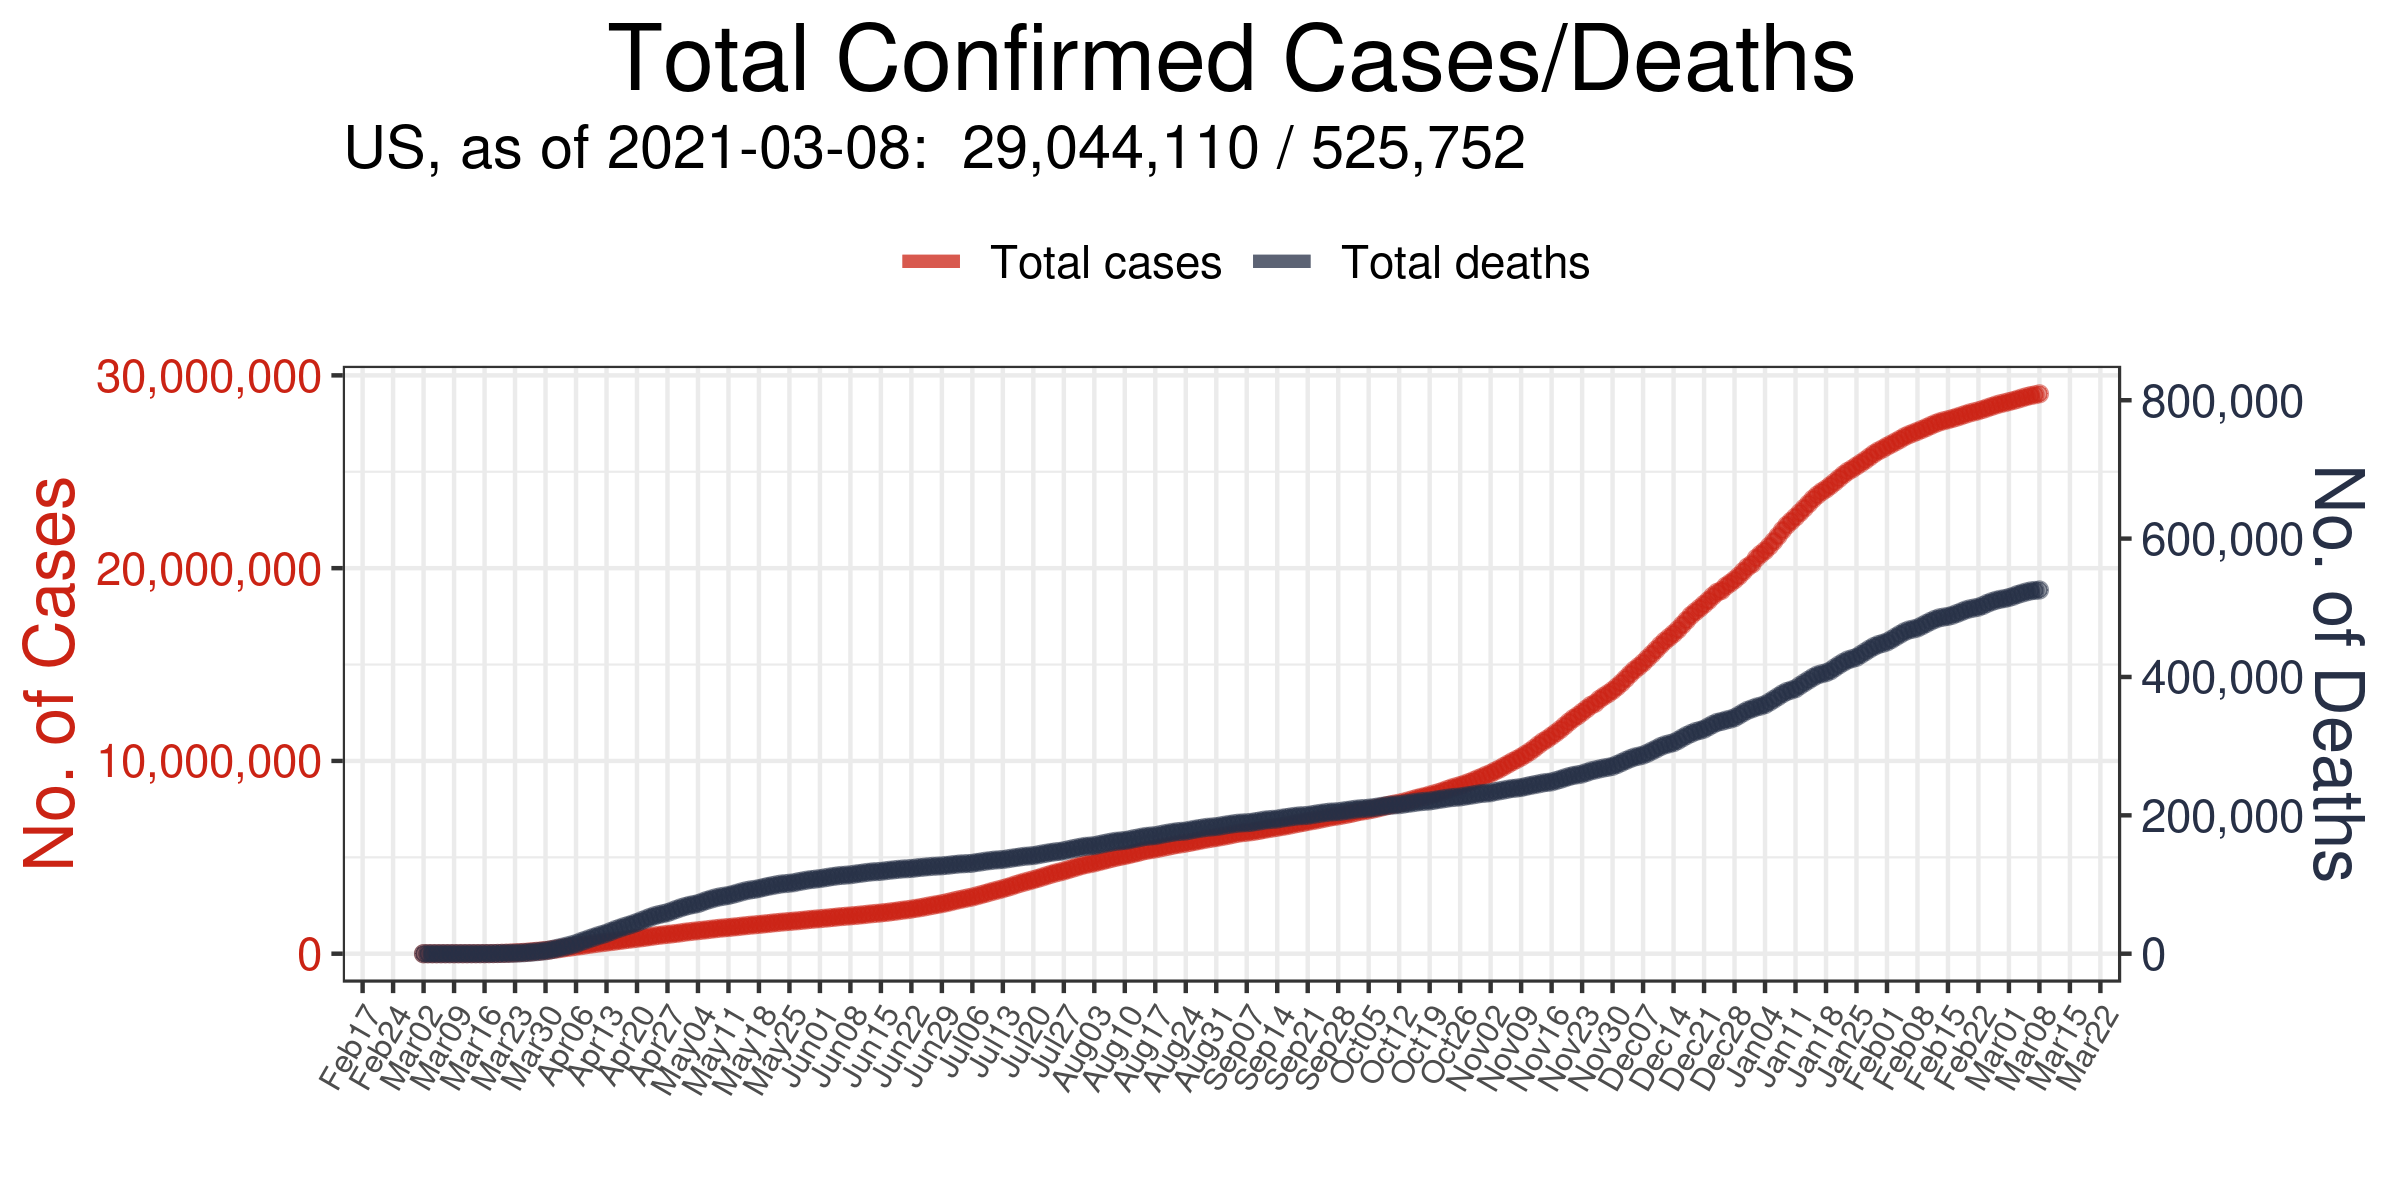 Total Confirmed Cases/Deaths
US, as of 2021-03-08:  29,044,110 / 525,752
Total cases
Total deaths
No. of Cases
30,000,000
20,000,000
10,000,000
0
800,000
600,000
400,000
200,000
0
No. of Deaths
Feb17
Feb24
Mar02
Mar09
Mar16
Mar23
Mar30
Apr06
Apr13
Apr20
Apr27
May04
May11
May18
May25
Jun01
Jun08
Jun15
Jun22
Jun29
Jul06
Jul13
Jul20
Jul27
Aug03
Aug10
Aug17
Aug24
Aug31
Sep07
Sep14
Sep21
Sep28
Oct05
Oct12
Oct19
Oct26
Nov02
Nov09
Nov16
Nov23
Nov30
Dec07
Dec14
Dec21
Dec28
Jan04
Jan11
Jan18
Jan25
Feb01
Feb08
Feb15
Feb22
Mar01
Mar08
Mar15
Mar22